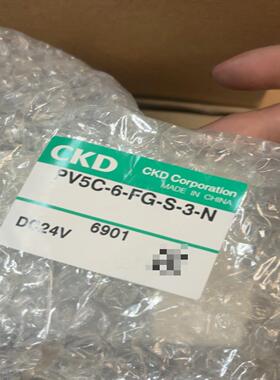 CKD
CKD Corporation
MADE IN CHINA
PV5C-6-FG-S-3-N
DC24V 6901